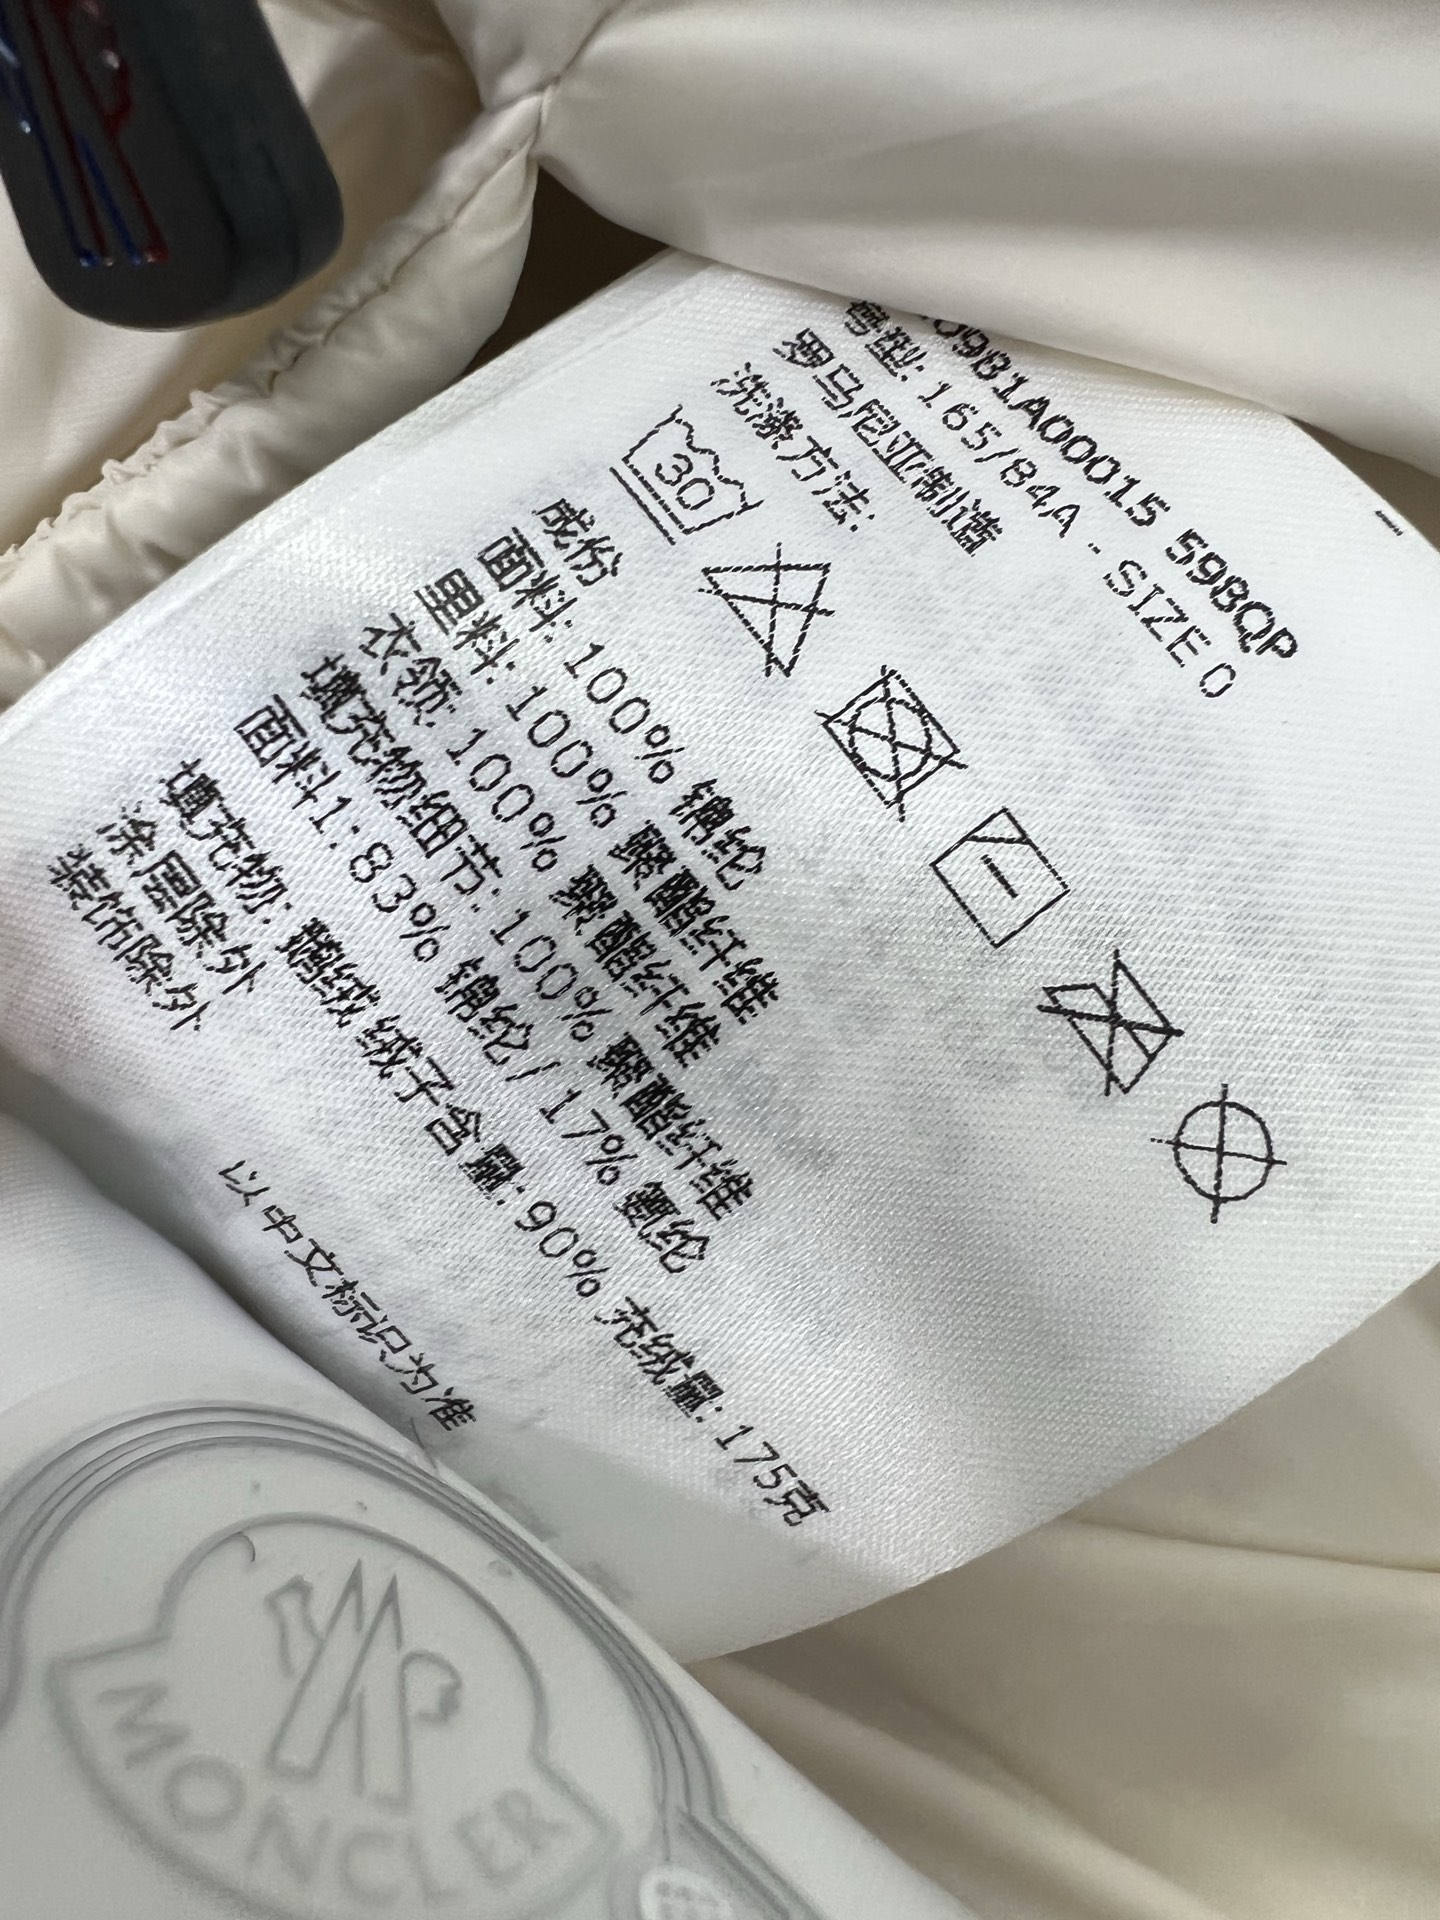 0981A00015 598QP
号型: 165/84A - SIZE 0
罗马尼亚制造
洗涤方法:
30
成份
面料: 100% 锦纶
里料: 100% 聚酯纤维
衣领: 100% 聚酯纤维
填充物细节: 100% 聚酯纤维
面料1: 83% 锦纶 / 17% 氨纶
填充物: 鹅绒 绒子含量: 90% 充绒量: 175克
涂层除外
装饰除外
以中文标识为准
MONCLER